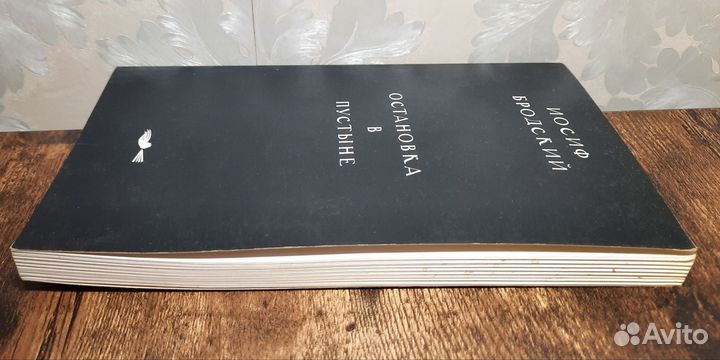 ИОСИФ
БРОДСКИЙ
ОСТАНОВКА
В
ПУСТЫНЕ
Avito